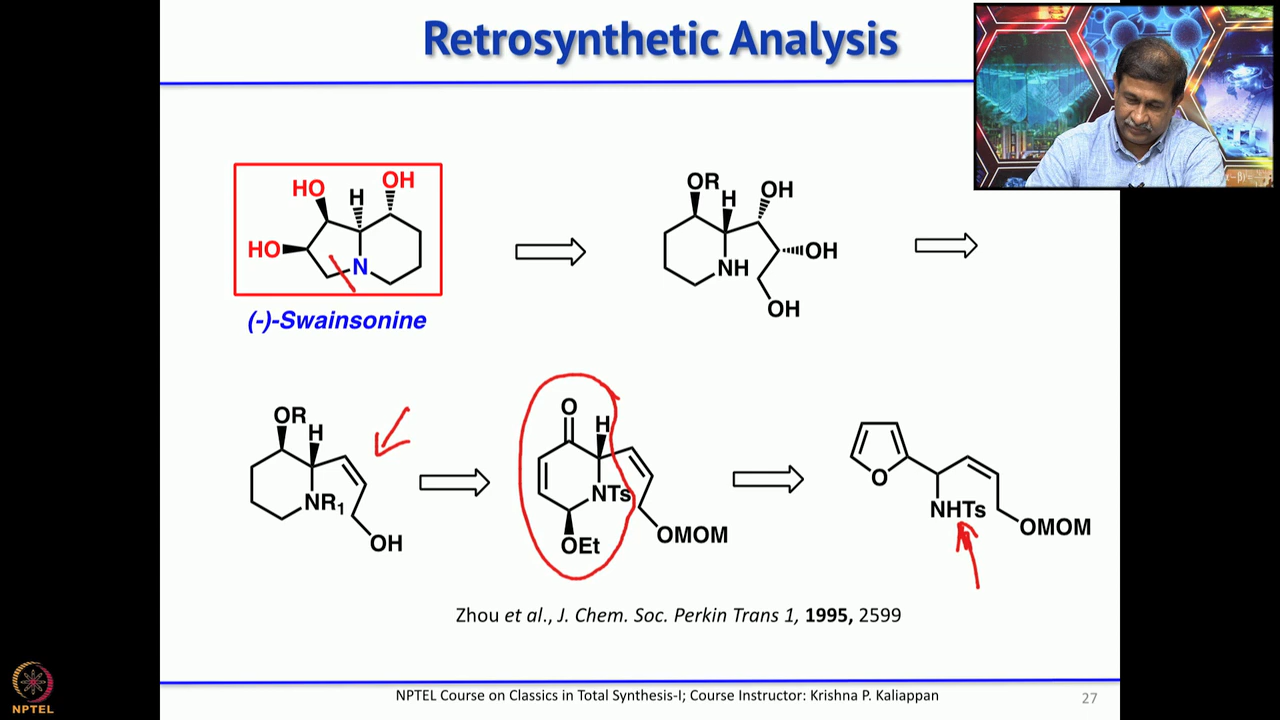 Retrosynthetic Analysis
HO
H
OH
HO
N
(-)-Swainsonine
OR
H
OH
OH
NH
OH
OR
H
NR1
OH
O
H
NTs
OEt
OMOM
O
NHTs
OMOM
Zhou et al., J. Chem. Soc. Perkin Trans 1, 1995, 2599
NPTEL
NPTEL Course on Classics in Total Synthesis-I; Course Instructor: Krishna P. Kaliappan
27